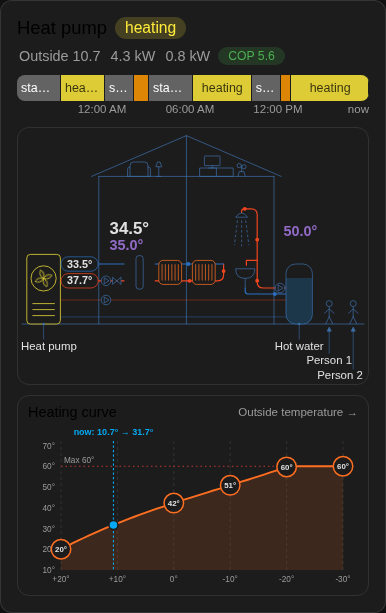 Heat pump heating
Outside 10.7 4.3 kW 0.8 kW COP 5.6
sta... hea... s... sta... heating s... heating
12:00 AM 06:00 AM 12:00 PM now
34.5°
35.0°
50.0°
33.5°
37.7°
Heat pump
Hot water
Person 1
Person 2
Heating curve Outside temperature →
now: 10.7° → 31.7°
70°
Max 60°
60° 60° 60°
50° 51°
40° 42°
30°
20° 20°
10°
+20° +10° 0° -10° -20° -30°